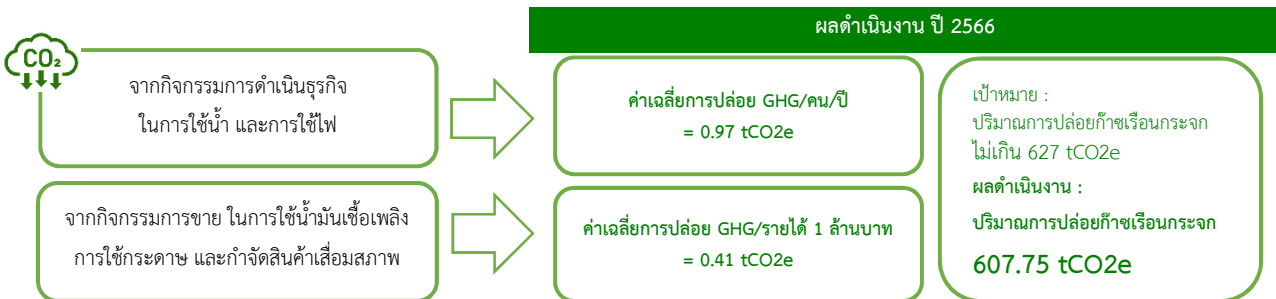 ผลดำเนินงาน ปี 2566
CO₂
จากกิจกรรมการดำเนินธุรกิจ
ในการใช้น้ำ และการใช้ไฟ
ค่าเฉลี่ยการปล่อย GHG/คน/ปี
= 0.97 tCO2e
จากกิจกรรมการขาย ในการใช้น้ำมันเชื้อเพลิง
การใช้กระดาษ และกำจัดสินค้าเสื่อมสภาพ
ค่าเฉลี่ยการปล่อย GHG/รายได้ 1 ล้านบาท
= 0.41 tCO2e
เป้าหมาย :
ปริมาณการปล่อยก๊าซเรือนกระจก
ไม่เกิน 627 tCO2e
ผลดำเนินงาน :
ปริมาณการปล่อยก๊าซเรือนกระจก
607.75 tCO2e